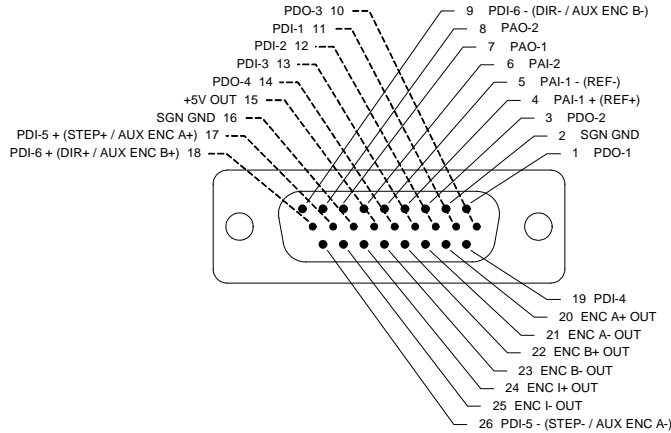 PDO-3 10
PDI-1 11
PDI-2 12
PDI-3 13
PDO-4 14
+5V OUT 15
SGN GND 16
PDI-5 + (STEP+ / AUX ENC A+) 17
PDI-6 + (DIR+ / AUX ENC B+) 18
9 PDI-6 - (DIR- / AUX ENC B-)
8 PAO-2
7 PAO-1
6 PAI-2
5 PAI-1 - (REF-)
4 PAI-1 + (REF+)
3 PDO-2
2 SGN GND
1 PDO-1
19 PDI-4
20 ENC A+ OUT
21 ENC A- OUT
22 ENC B+ OUT
23 ENC B- OUT
24 ENC I+ OUT
25 ENC I- OUT
26 PDI-5 - (STEP- / AUX ENC A-)